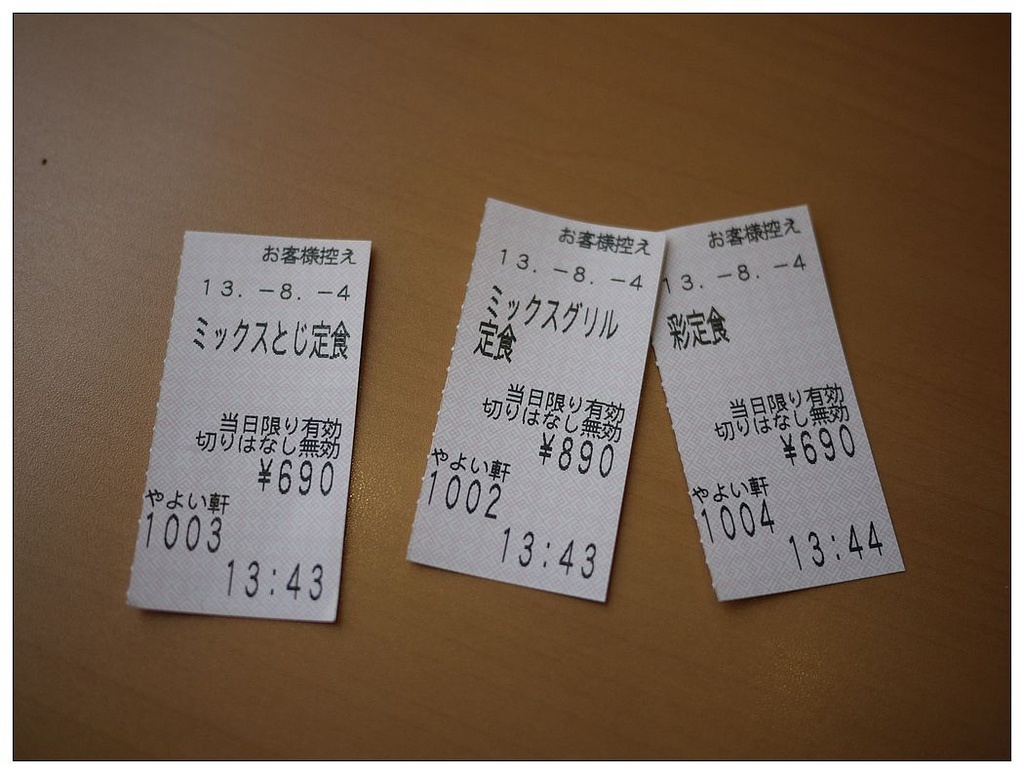 お客様控え
13.-8.-4
ミックスとじ定食
当日限り有効
切りはなし無効
¥690
やよい軒
1003
13:43
お客様控え
13.-8.-4
ミックスグリル
定食
当日限り有効
切りはなし無効
¥890
やよい軒
1002
13:43
お客様控え
13.-8.-4
彩定食
当日限り有効
切りはなし無効
¥690
やよい軒
1004
13:44